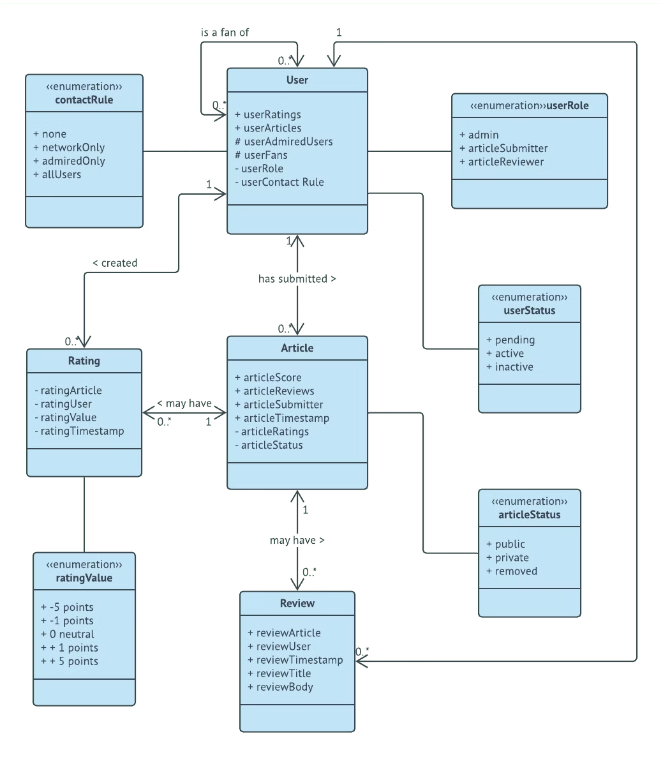 is a fan of
1
0..*
0..*
«enumeration»
contactRule
+ none
+ networkOnly
+ admiredOnly
+ allUsers
User
+ userRatings
+ userArticles
# userAdmiredUsers
# userFans
- userRole
- userContact Rule
«enumeration»userRole
+ admin
+ articleSubmitter
+ articleReviewer
1
< created
0..*
1
has submitted >
0..*
«enumeration»
userStatus
+ pending
+ active
+ inactive
Rating
- ratingArticle
- ratingUser
- ratingValue
- ratingTimestamp
< may have
0..*
1
Article
+ articleScore
+ articleReviews
+ articleSubmitter
+ articleTimestamp
- articleRatings
- articleStatus
1
may have >
0..*
«enumeration»
articleStatus
+ public
+ private
+ removed
«enumeration»
ratingValue
+ -5 points
+ -1 points
+ 0 neutral
+ + 1 points
+ + 5 points
Review
+ reviewArticle
+ reviewUser
+ reviewTimestamp
+ reviewTitle
+ reviewBody
0..*